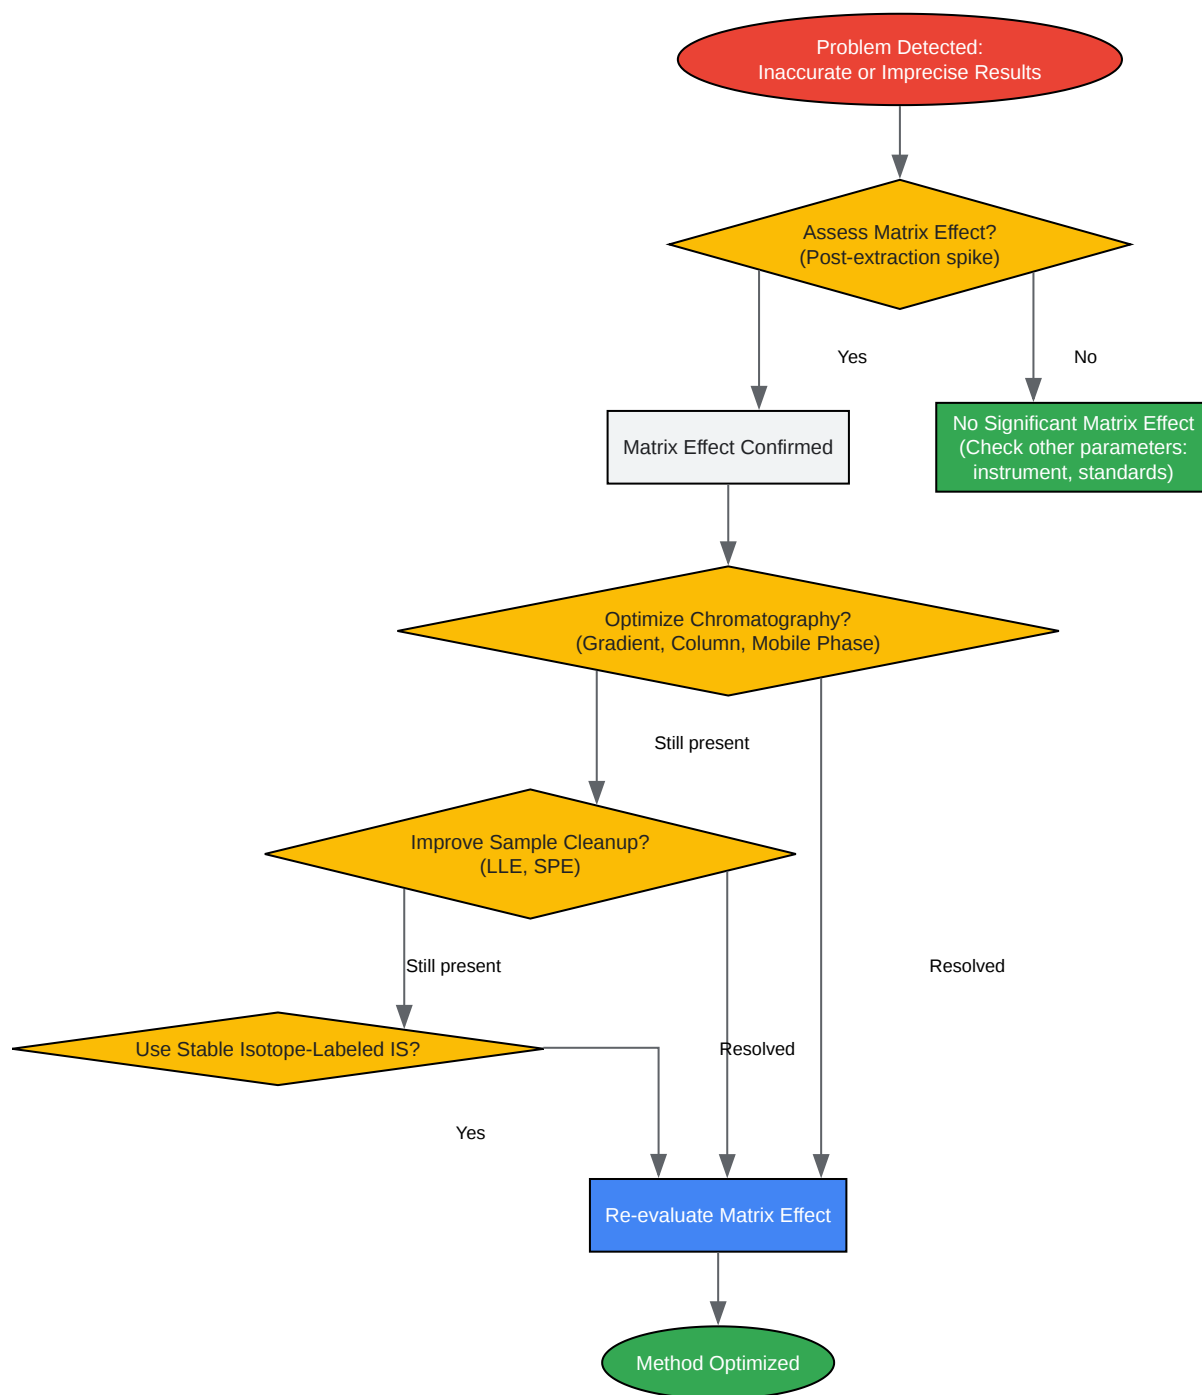 Problem Detected:
Inaccurate or Imprecise Results
Assess Matrix Effect?
(Post-extraction spike)
Yes
No
Matrix Effect Confirmed
No Significant Matrix Effect
(Check other parameters:
instrument, standards)
Optimize Chromatography?
(Gradient, Column, Mobile Phase)
Still present
Improve Sample Cleanup?
(LLE, SPE)
Still present
Resolved
Use Stable Isotope-Labeled IS?
Resolved
Yes
Re-evaluate Matrix Effect
Method Optimized